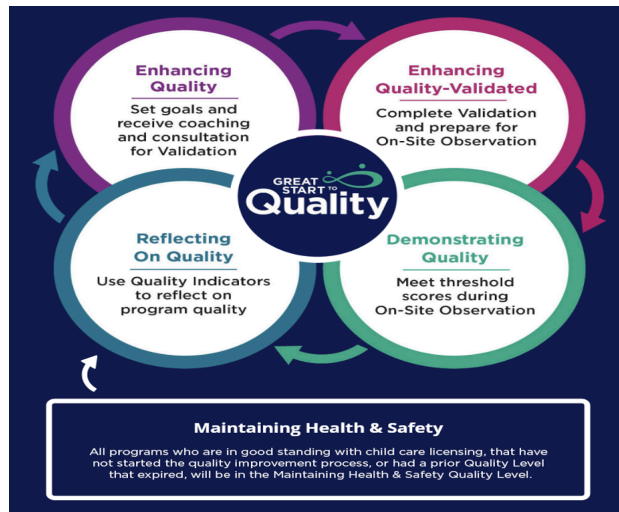 Enhancing
Quality
Set goals and
receive coaching
and consultation
for Validation
Enhancing
Quality-Validated
Complete Validation
and prepare for
On-Site Observation
GREAT
START TO
Quality
Reflecting
On Quality
Use Quality Indicators
to reflect on
program quality
Demonstrating
Quality
Meet threshold
scores during
On-Site Observation
Maintaining Health & Safety
All programs who are in good standing with child care licensing, that have
not started the quality improvement process, or had a prior Quality Level
that expired, will be in the Maintaining Health & Safety Quality Level.